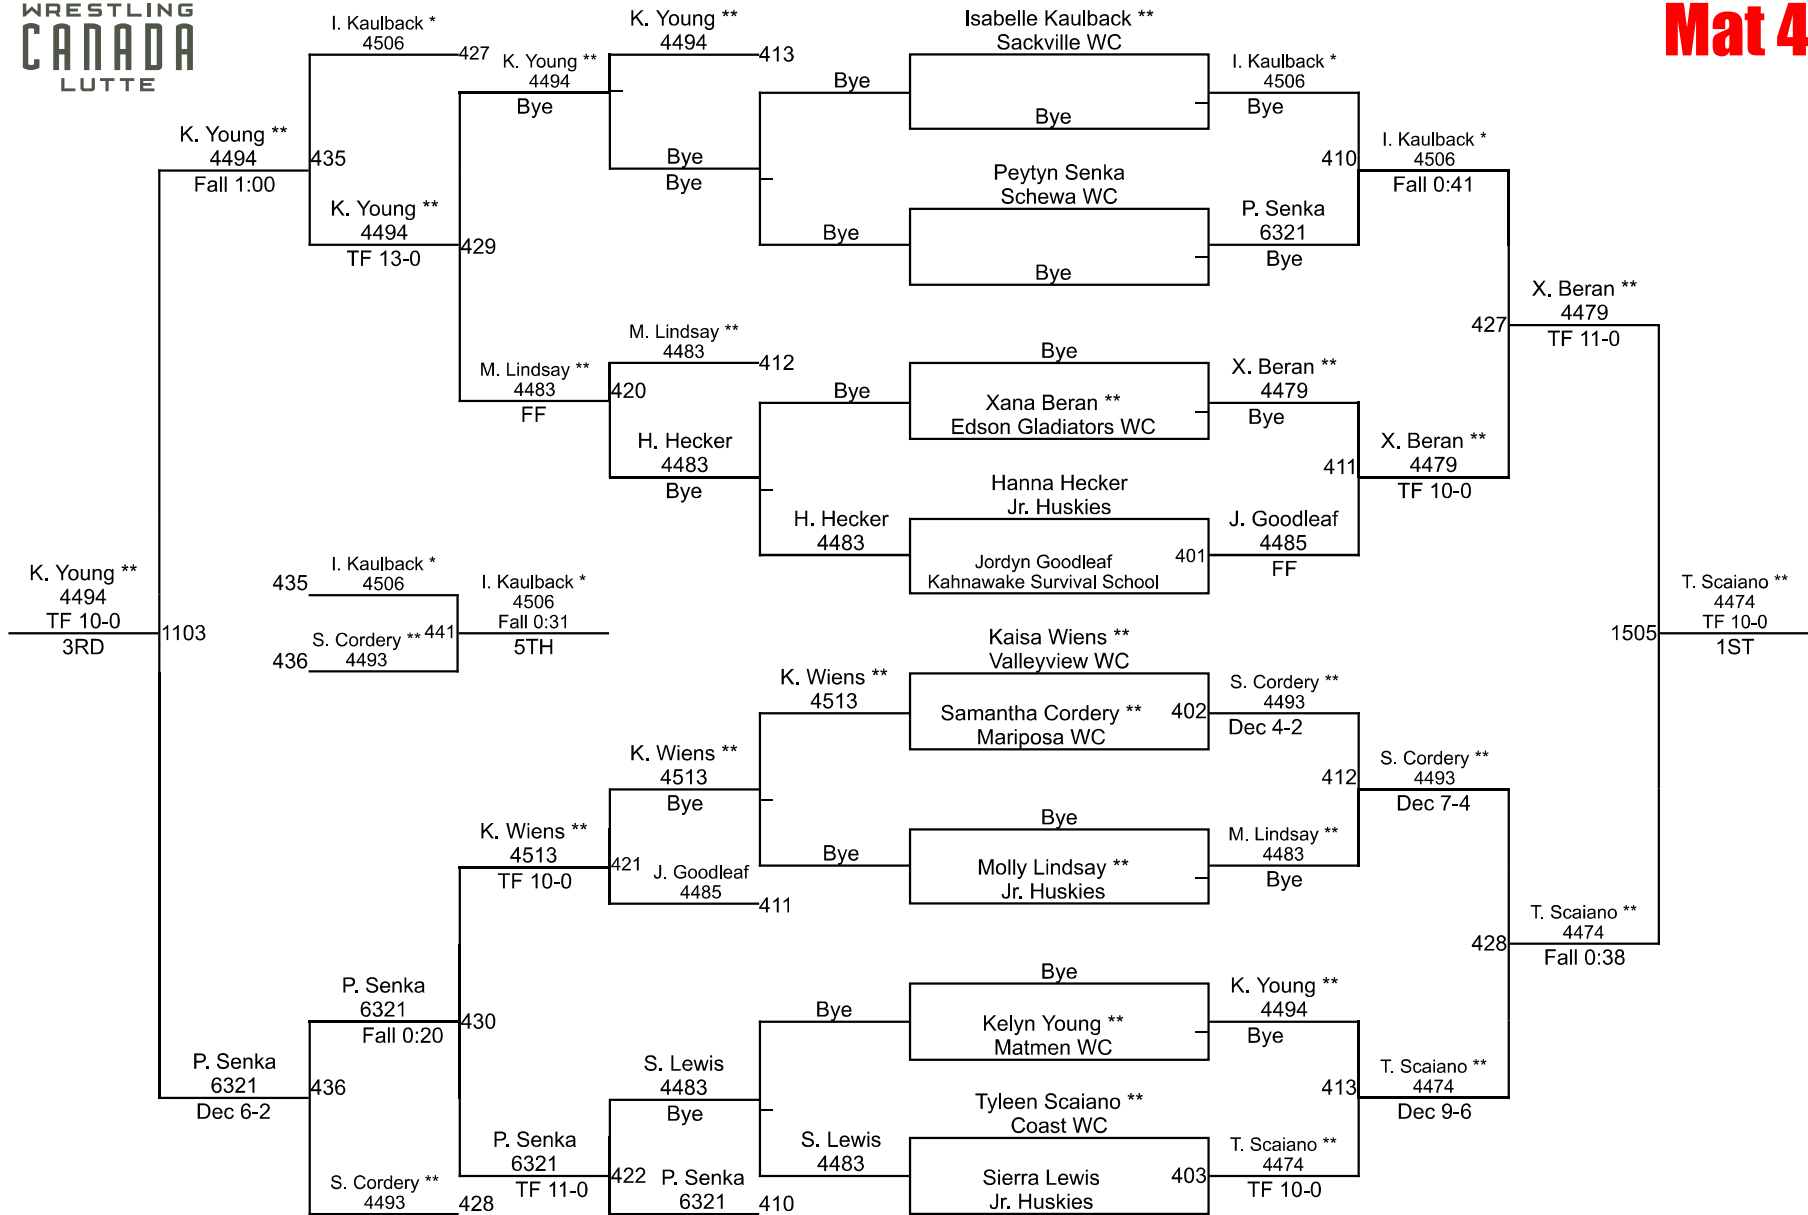 WRESTLING
CANADA
LUTTE
Mat 4
K. Young **
4494
TF 10-0
3RD
1103
K. Young **
4494
Fall 1:00
P. Senka
6321
Dec 6-2
I. Kaulback *
4506
427
435
K. Young **
4494
TF 13-0
429
435
I. Kaulback *
4506
436
S. Cordery **
4493
441
I. Kaulback *
4506
Fall 0:31
5TH
P. Senka
6321
Fall 0:20
430
436
S. Cordery **
4493
428
K. Young **
4494
Bye
M. Lindsay **
4483
FF
K. Wiens **
4513
TF 10-0
P. Senka
6321
TF 11-0
K. Young **
4494
413
Bye
Bye
M. Lindsay **
4483
412
420
H. Hecker
4483
Bye
K. Wiens **
4513
Bye
421
J. Goodleaf
4485
411
S. Lewis
4483
Bye
422
P. Senka
6321
410
Bye
Bye
Bye
H. Hecker
4483
K. Wiens **
4513
Bye
Bye
S. Lewis
4483
Isabelle Kaulback **
Sackville WC
Bye
Peytyn Senka
Schewa WC
Bye
Bye
Xana Beran **
Edson Gladiators WC
Hanna Hecker
Jr. Huskies
Jordyn Goodleaf
Kahnawake Survival School
401
Kaisa Wiens **
Valleyview WC
Samantha Cordery **
Mariposa WC
402
Bye
Molly Lindsay **
Jr. Huskies
Bye
Kelyn Young **
Matmen WC
Tyleen Scaiano **
Coast WC
Sierra Lewis
Jr. Huskies
403
I. Kaulback *
4506
Bye
410
P. Senka
6321
Bye
X. Beran **
4479
Bye
411
J. Goodleaf
4485
FF
S. Cordery **
4493
Dec 4-2
412
M. Lindsay **
4483
Bye
K. Young **
4494
Bye
413
T. Scaiano **
4474
TF 10-0
I. Kaulback *
4506
Fall 0:41
427
X. Beran **
4479
TF 10-0
S. Cordery **
4493
Dec 7-4
428
T. Scaiano **
4474
Dec 9-6
X. Beran **
4479
TF 11-0
1505
T. Scaiano **
4474
Fall 0:38
T. Scaiano **
4474
TF 10-0
1ST